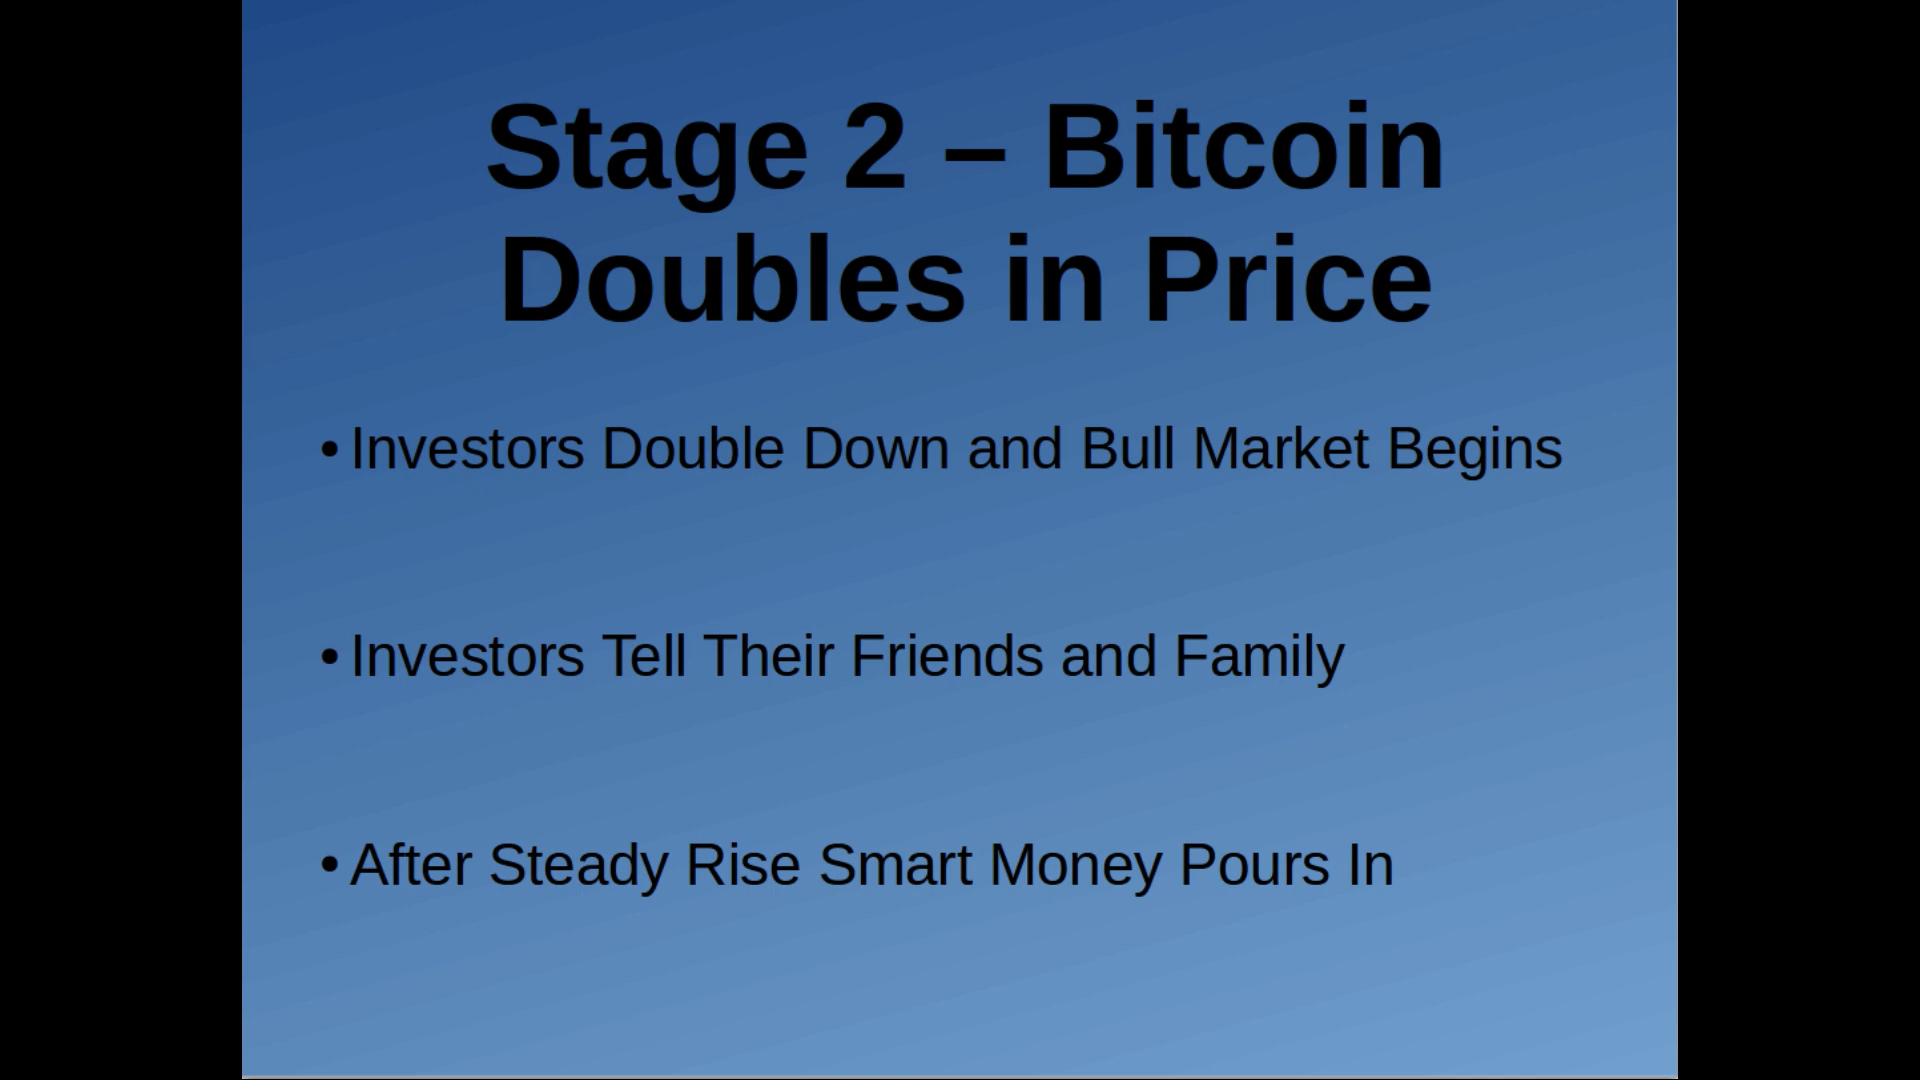 Stage 2 – Bitcoin
Doubles in Price
• Investors Double Down and Bull Market Begins
• Investors Tell Their Friends and Family
• After Steady Rise Smart Money Pours In